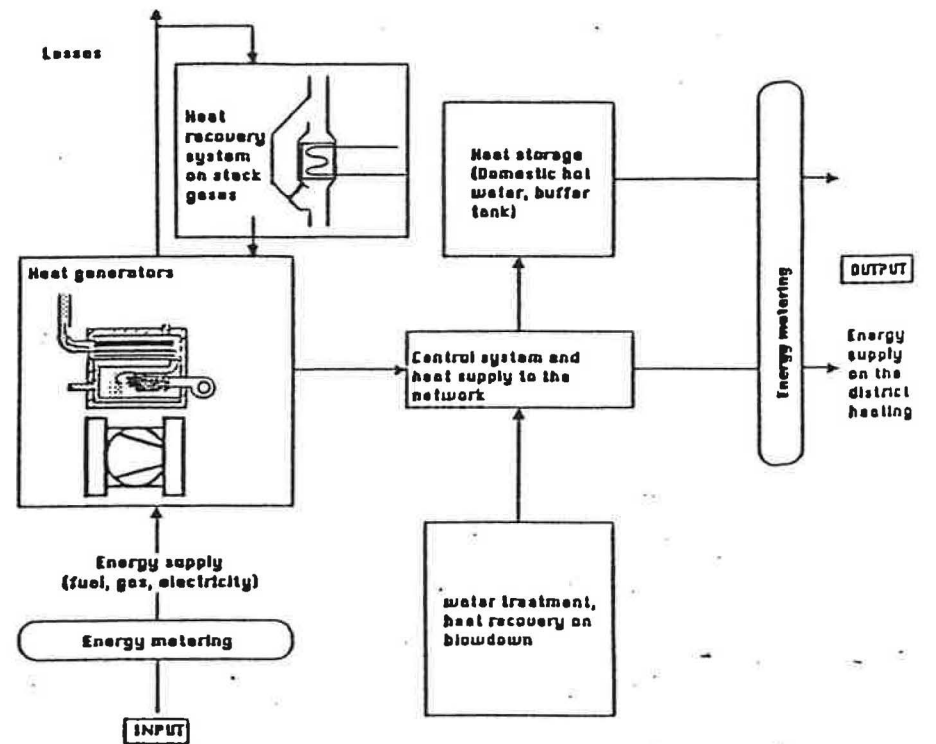 Losses
Heat
recovery
system
on stack
gases
Heat storage
(Domestic hot
water, buffer
tank)
Energy metering
OUTPUT
Energy
supply
on the
district
heating
Heat generators
Control system and
heat supply to the
network
Energy supply
(fuel, gas, electricity)
water treatment,
heat recovery on
blowdown
Energy metering
INPUT